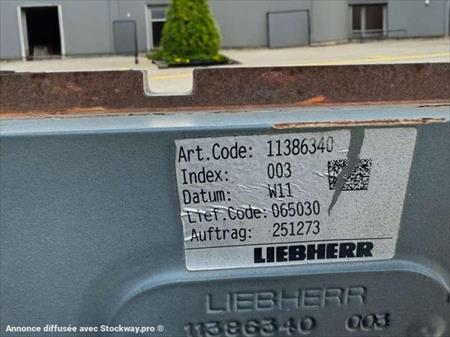 Art.Code: 11386340
Index: 003
Datum: W11
Lief.Code: 065030
Auftrag: 251273
LIEBHERR
LIEBHERR
11386340 003
Annonce diffusée avec Stockway.pro ®